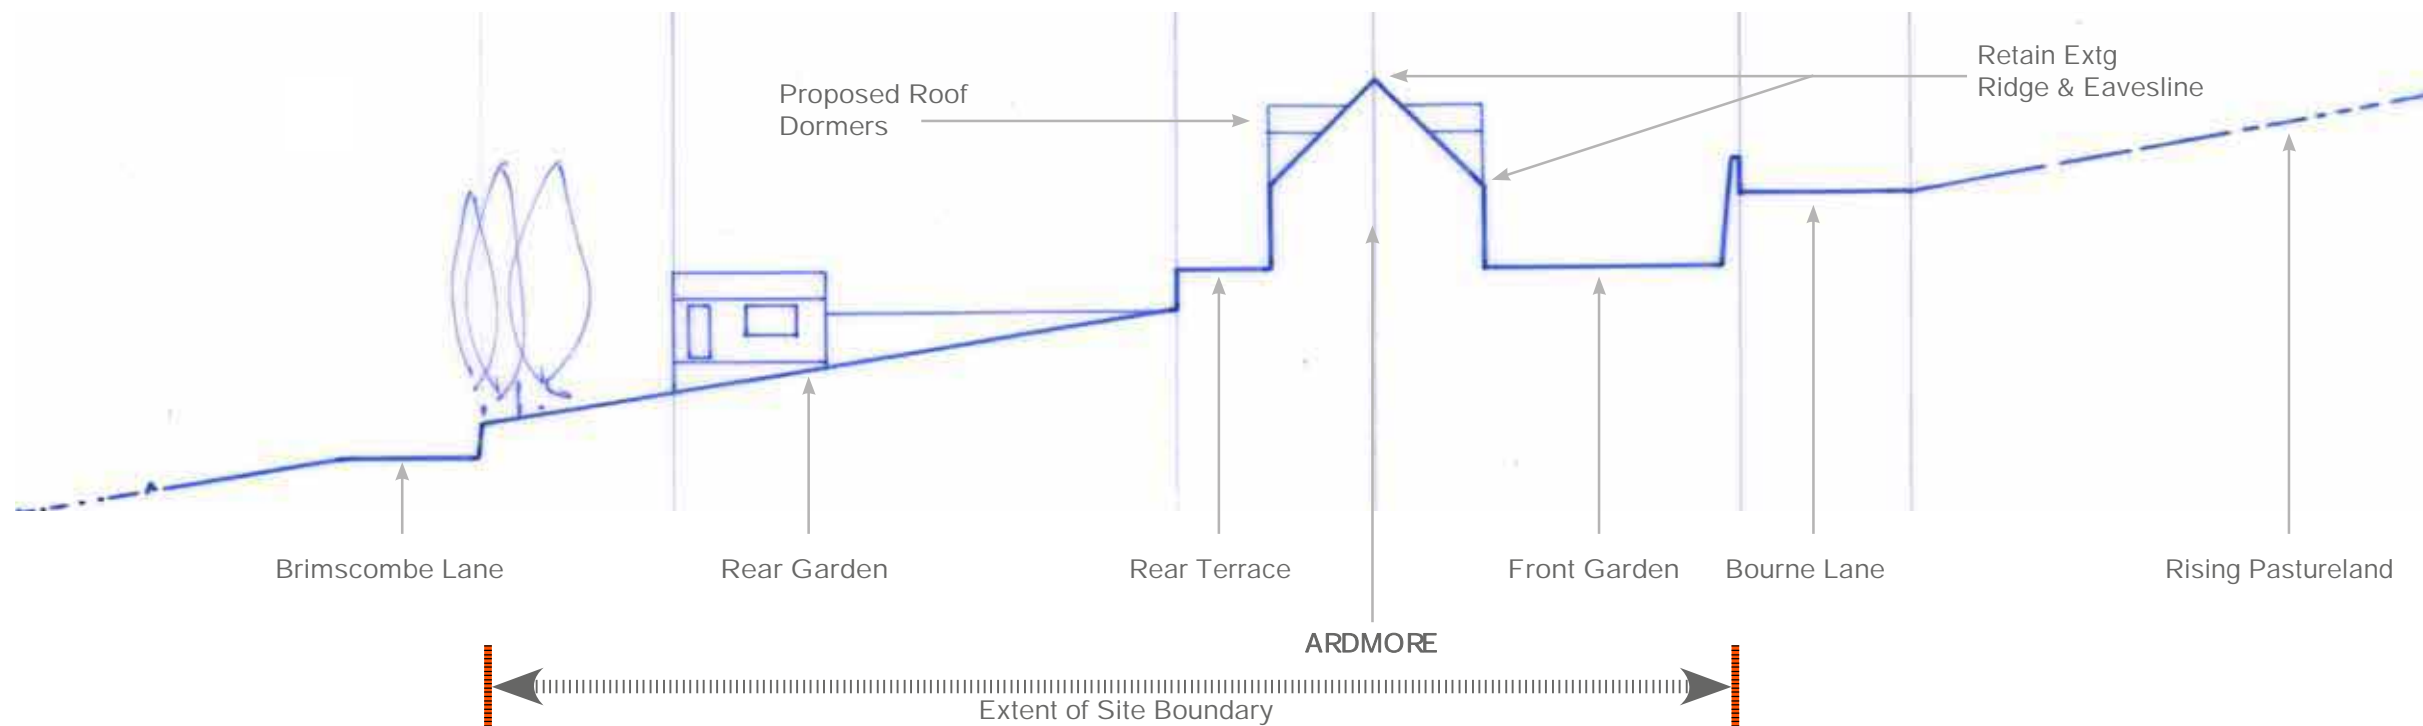 Retain Extg
Ridge & Eavesline
Proposed Roof
Dormers
Brimscombe Lane
Rear Garden
Rear Terrace
Front Garden
Bourne Lane
Rising Pastureland
ARDMORE
Extent of Site Boundary